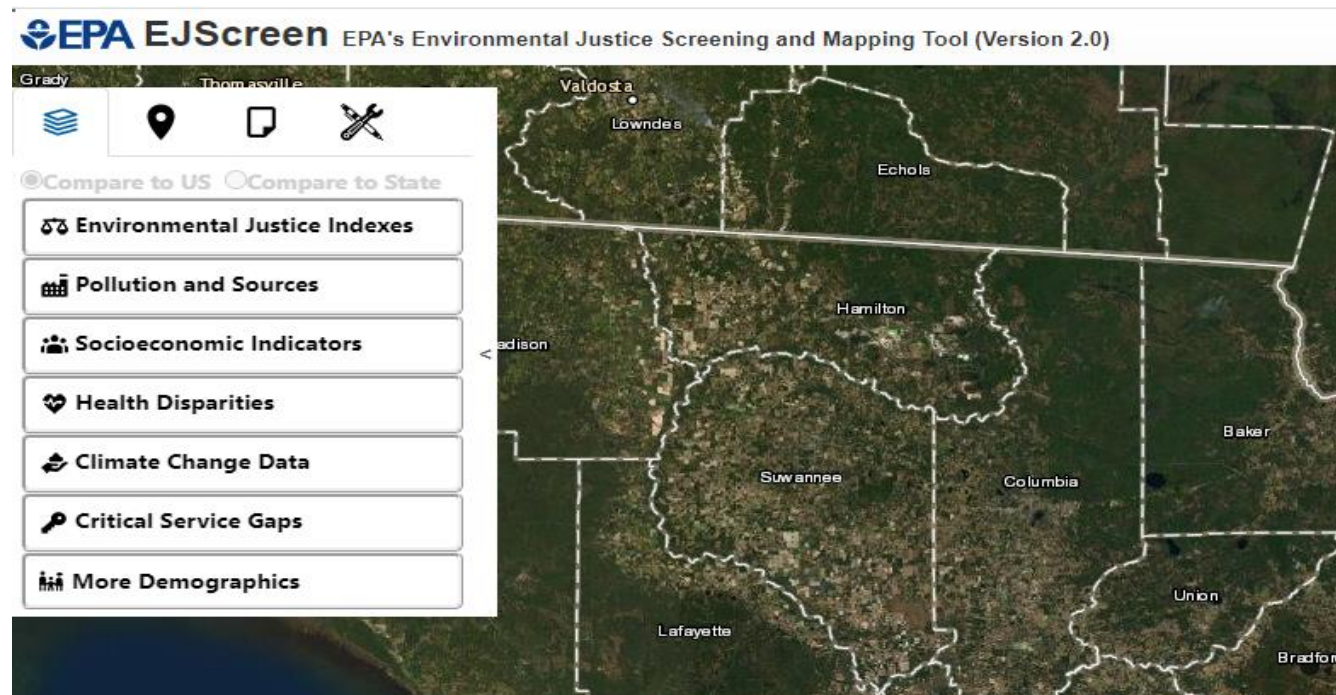 EPA EJScreen EPA's Environmental Justice Screening and Mapping Tool (Version 2.0)
Grady
Thomasville
Valdosta
Lowndes
Echols
Compare to US Compare to State
Environmental Justice Indexes
Pollution and Sources
Socioeconomic Indicators
Health Disparities
Climate Change Data
Critical Service Gaps
More Demographics
<
adison
Hamilton
Baker
Suwannee
Columbia
Union
Lafayette
Bradfor